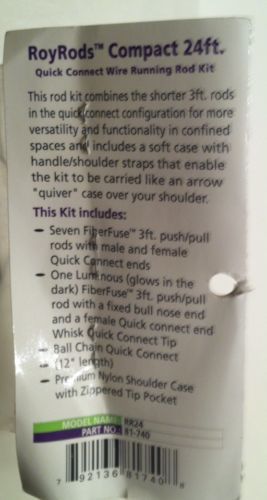 RoyRods™ Compact 24ft.
Quick Connect Wire Running Rod Kit
This rod kit combines the shorter 3ft. rods
in the quick connect configuration for more
versatility and functionality in confined
spaces and includes a soft case with
handle/shoulder straps that enable
the kit to be carried like an arrow
"quiver" case over your shoulder.
This Kit includes:
- Seven FiberFuse™ 3ft. push/pull
rods with male and female
Quick Connect ends
- One Luminous (glows in the
dark) FiberFuse™ 3ft. push/pull
rod with a fixed bull nose end
and a female Quick connect end
Whisk Quick Connect Tip
- Ball Chain Quick Connect
(12" length)
- Premium Nylon Shoulder Case
with Zippered Tip Pocket
MODEL NAME RR24
PART NO. 81-740
7 92136 81740 8